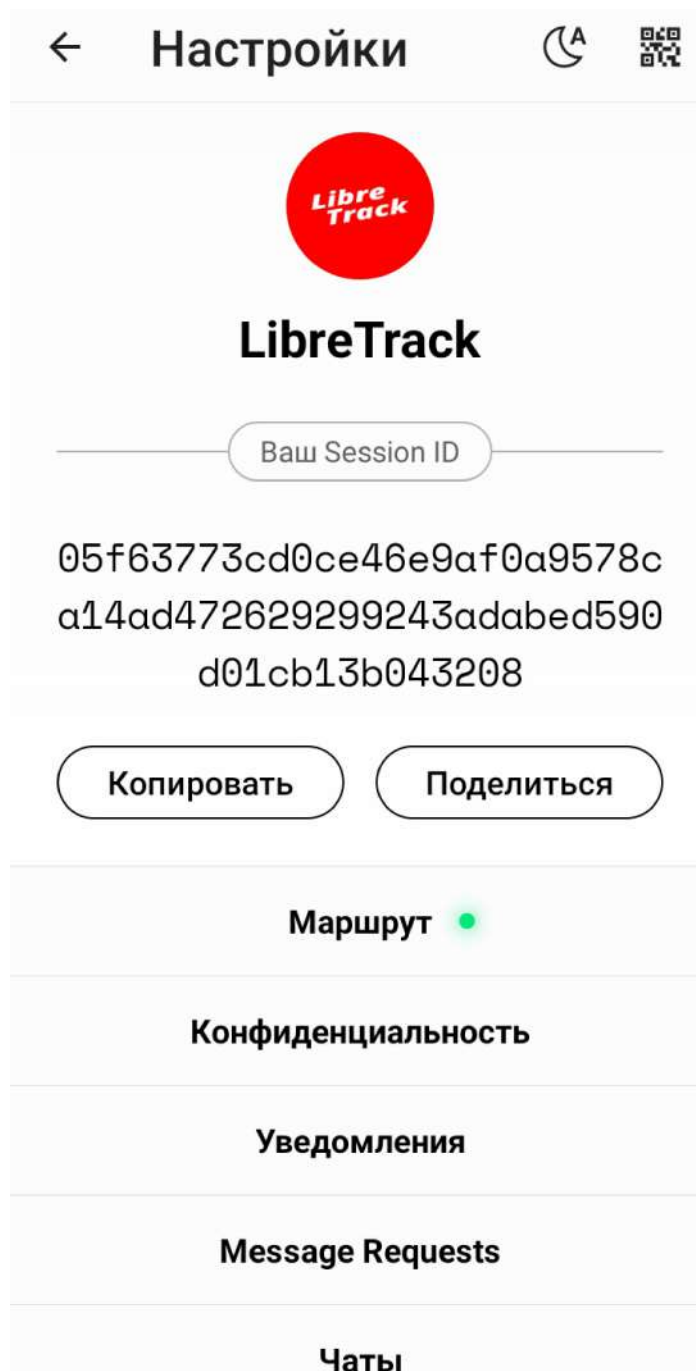 Настройки
A
Libre
Track
LibreTrack
Ваш Session ID
05f63773cd0ce46e9af0a9578c
a14ad472629299243adabed590
d01cb13b043208
Копировать
Поделиться
Маршрут
Конфиденциальность
Уведомления
Message Requests
Чаты